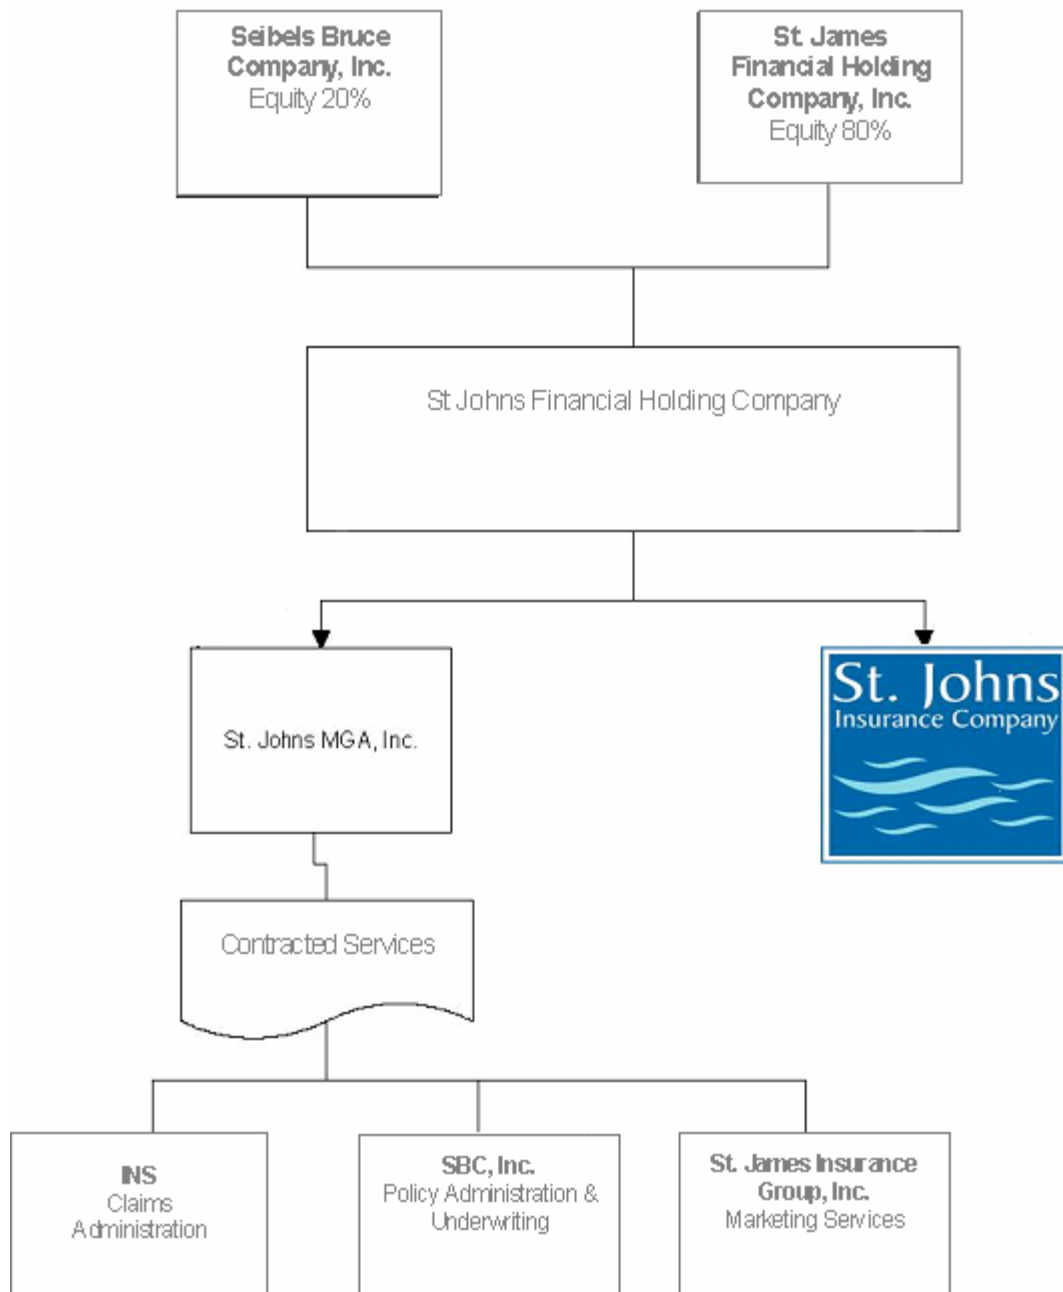 Seibels Bruce
Company, Inc.
Equity 20%
St. James
Financial Holding
Company, Inc.
Equity 80%
St Johns Financial Holding Company
St. Johns MGA, Inc.
St. Johns
Insurance Company
Contracted Services
INS
Claims
Administration
SBC, Inc.
Policy Administration &
Underwriting
St. James Insurance
Group, Inc.
Marketing Services